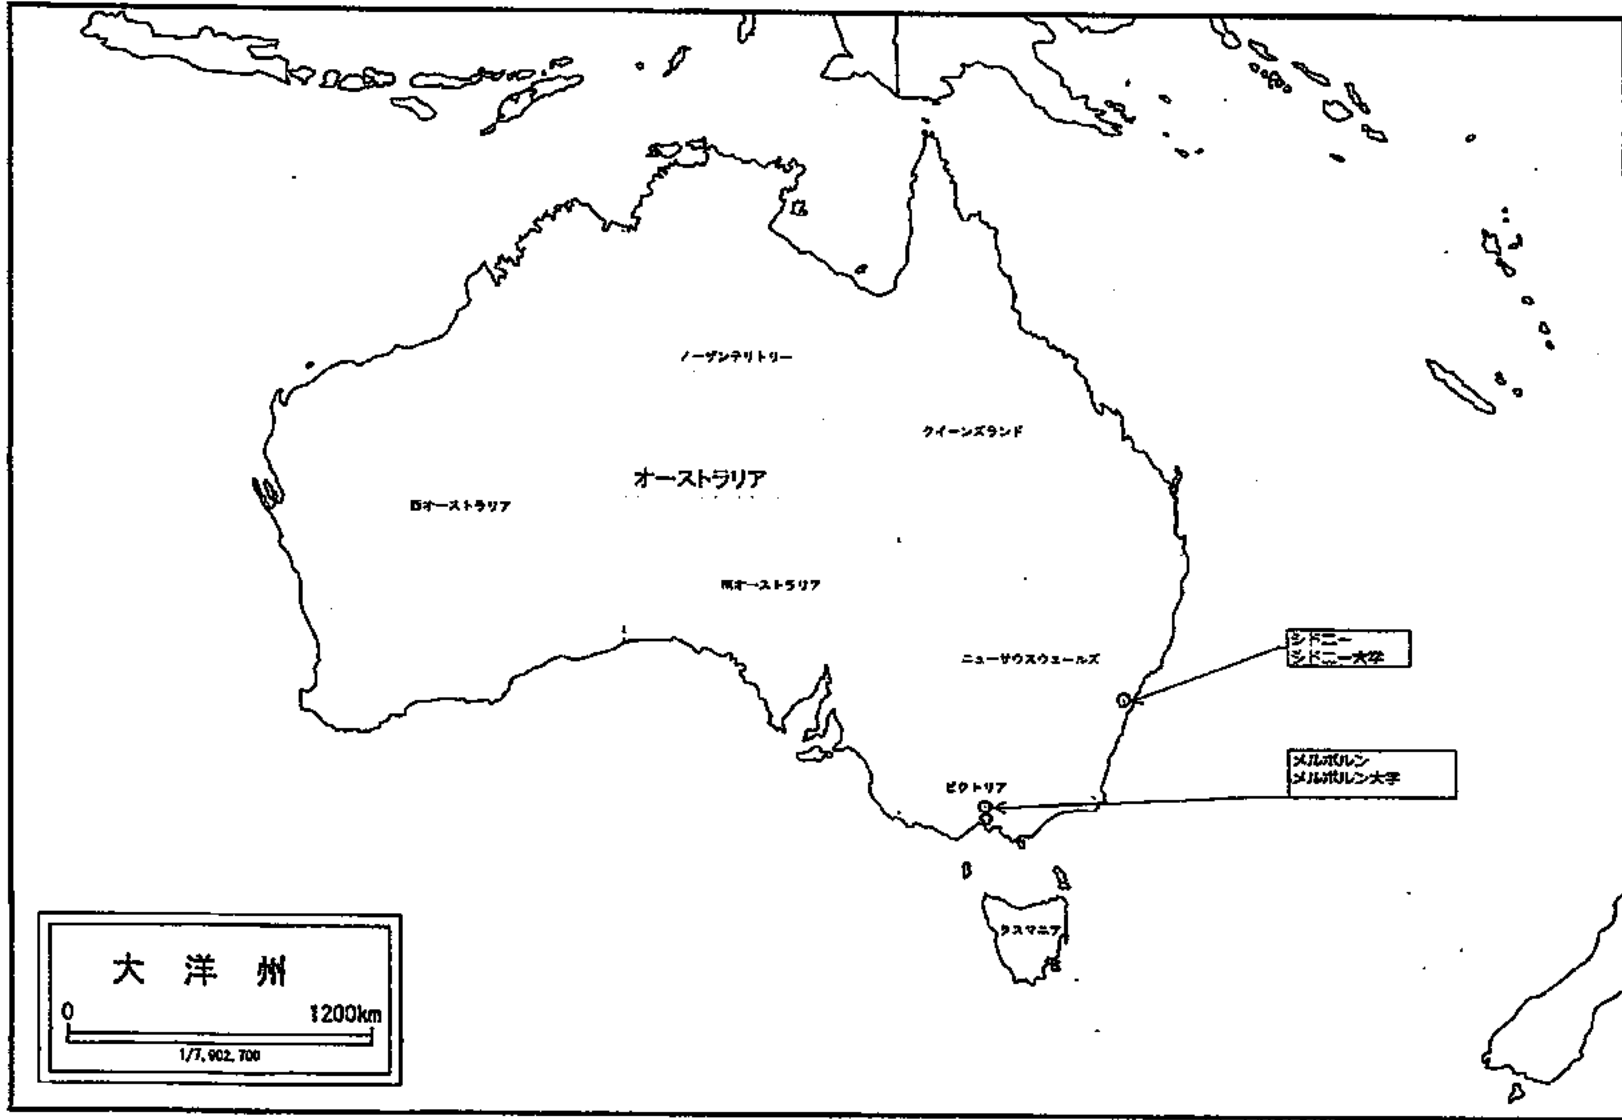 ノーザンテリトリー
クイーンズランド
オーストラリア
西オーストラリア
南オーストラリア
ニューサウスウェールズ
シドニー
シドニー大学
メルボルン
メルボルン大学
ビクトリア
タスマニア
大洋州
0 1200km
1/7,902,700